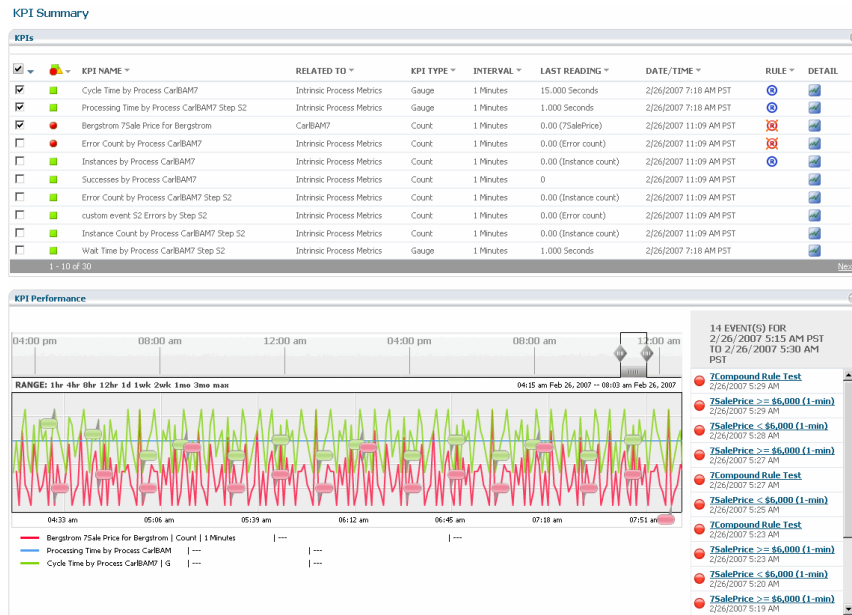 KPI Summary
KPIs
KPI NAME RELATED TO KPI TYPE INTERVAL LAST READING DATE/TIME RULE DETAIL
Cycle Time by Process CarlBAM7 Intrinsic Process Metrics Gauge 1 Minutes 15.000 Seconds 2/26/2007 7:18 AM PST
Processing Time by Process CarlBAM7 Step S2 Intrinsic Process Metrics Gauge 1 Minutes 1.000 Seconds 2/26/2007 7:18 AM PST
Bergstrom 7Sale Price for Bergstrom CarlBAM7 Count 1 Minutes 0.00 (7SalePrice) 2/26/2007 11:09 AM PST
Error Count by Process CarlBAM7 Intrinsic Process Metrics Count 1 Minutes 0.00 (Error count) 2/26/2007 11:09 AM PST
Instances by Process CarlBAM7 Intrinsic Process Metrics Count 1 Minutes 0.00 (Instance count) 2/26/2007 11:09 AM PST
Successes by Process CarlBAM7 Intrinsic Process Metrics Count 1 Minutes 0 2/26/2007 11:09 AM PST
Error Count by Process CarlBAM7 Step S2 Intrinsic Process Metrics Count 1 Minutes 0.00 (Instance count) 2/26/2007 11:09 AM PST
custom event S2 Errors by Step S2 Intrinsic Process Metrics Count 1 Minutes 0.00 (Error count) 2/26/2007 11:09 AM PST
Instance Count by Process CarlBAM7 Step S2 Intrinsic Process Metrics Count 1 Minutes 0.00 (Instance count) 2/26/2007 11:09 AM PST
Wait Time by Process CarlBAM7 Step S2 Intrinsic Process Metrics Gauge 1 Minutes 1.000 Seconds 2/26/2007 7:18 AM PST
1 - 10 of 30
KPI Performance
04:00 pm 08:00 am 12:00 am 04:00 pm 08:00 am 12:00 am
RANGE: 1hr 4hr 8hr 12hr 1d 1wk 2wk 1mo 3mo max 04:15 am Feb 26, 2007 -- 08:03 am Feb 26, 2007
04:33 am 05:06 am 05:39 am 06:12 am 06:45 am 07:18 am 07:51 am
Bergstrom 7Sale Price for Bergstrom | Count | 1 Minutes | --- | ---
Processing Time by Process CarlBAM | --- | ---
Cycle Time by Process CarlBAM7 | G | --- | ---
14 EVENT(S) FOR
2/26/2007 5:15 AM PST
TO 2/26/2007 5:30 AM
PST
7Compound Rule Test
2/26/2007 5:29 AM
7SalePrice >= $6,000 (1-min)
2/26/2007 5:29 AM
7SalePrice < $6,000 (1-min)
2/26/2007 5:28 AM
7SalePrice >= $6,000 (1-min)
2/26/2007 5:27 AM
7Compound Rule Test
2/26/2007 5:27 AM
7SalePrice < $6,000 (1-min)
2/26/2007 5:25 AM
7Compound Rule Test
2/26/2007 5:23 AM
7SalePrice >= $6,000 (1-min)
2/26/2007 5:23 AM
7SalePrice < $6,000 (1-min)
2/26/2007 5:20 AM
7SalePrice >= $6,000 (1-min)
2/26/2007 5:19 AM